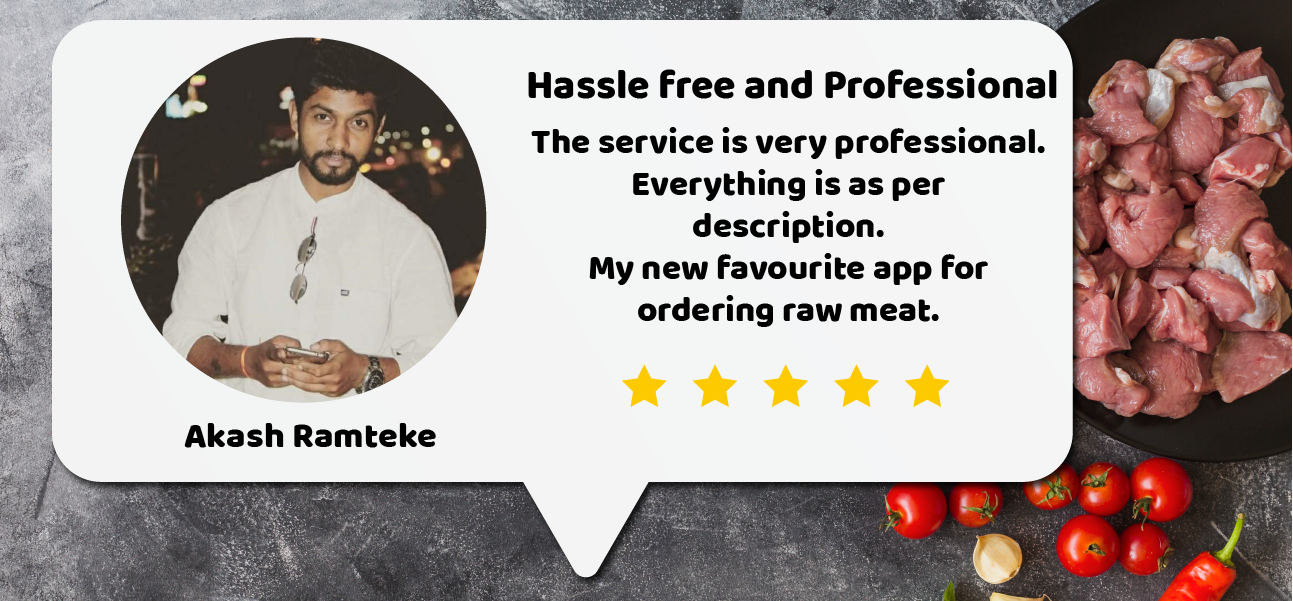 Hassle free and Professional
The service is very professional.
Everything is as per
description.
My new favourite app for
ordering raw meat.
Akash Ramteke